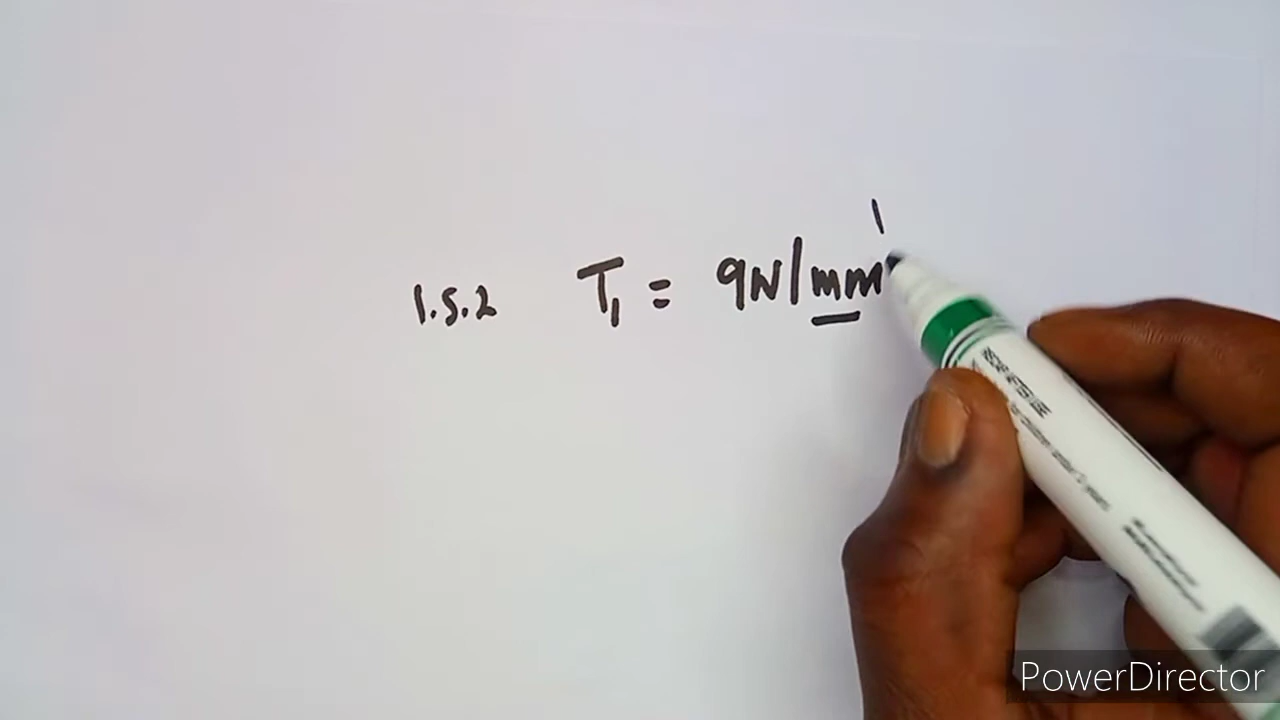 1.5.2 T₁ = 9N/mm
PowerDirector